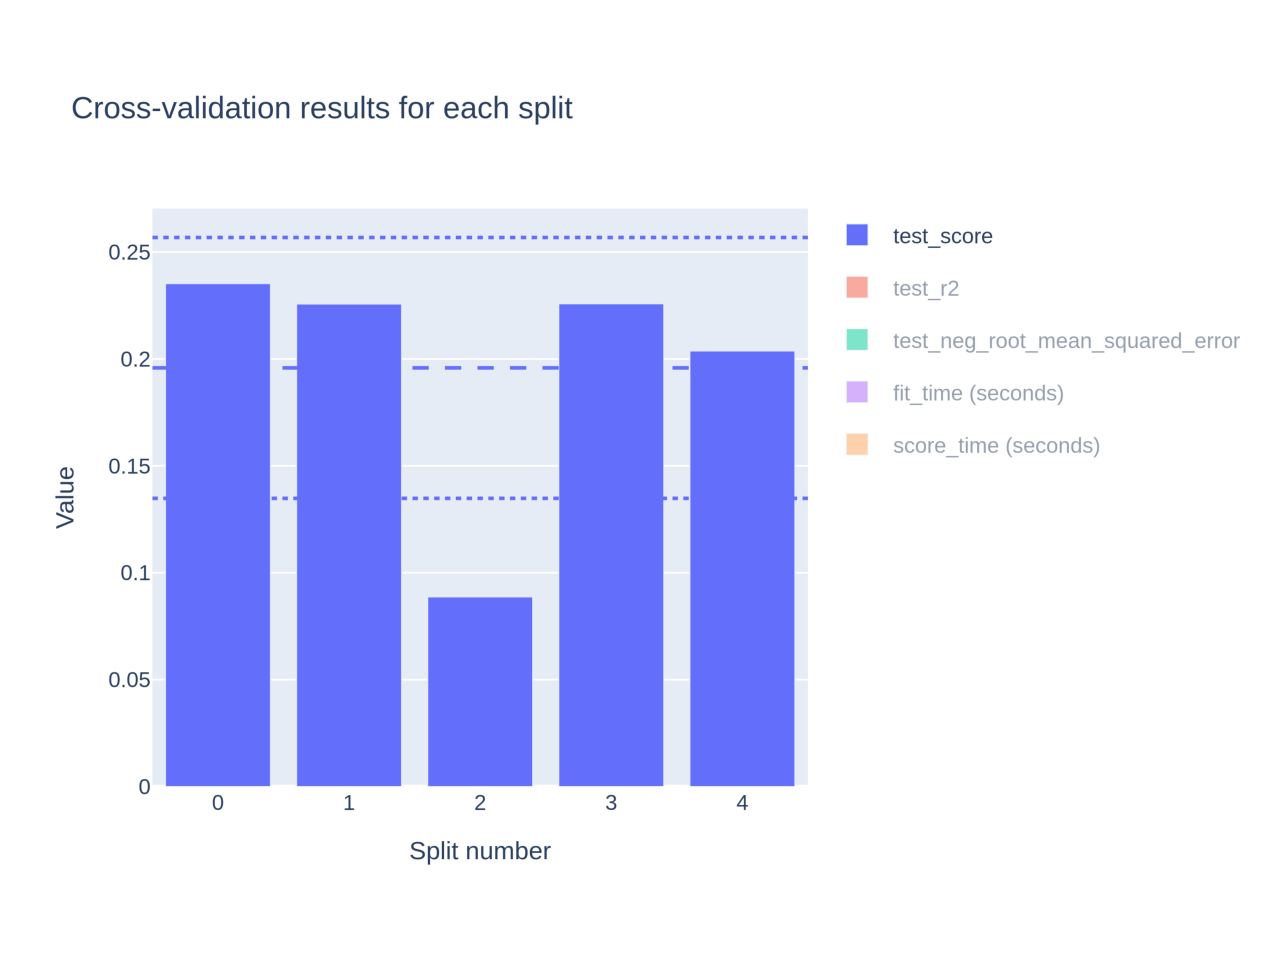 Cross-validation results for each split
0.25
0.2
0.15
0.1
0.05
0
Value
0 1 2 3 4
Split number
test_score
test_r2
test_neg_root_mean_squared_error
fit_time (seconds)
score_time (seconds)